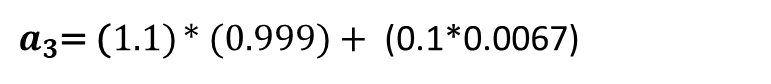 a₃= (1.1) * (0.999) + (0.1*0.0067)